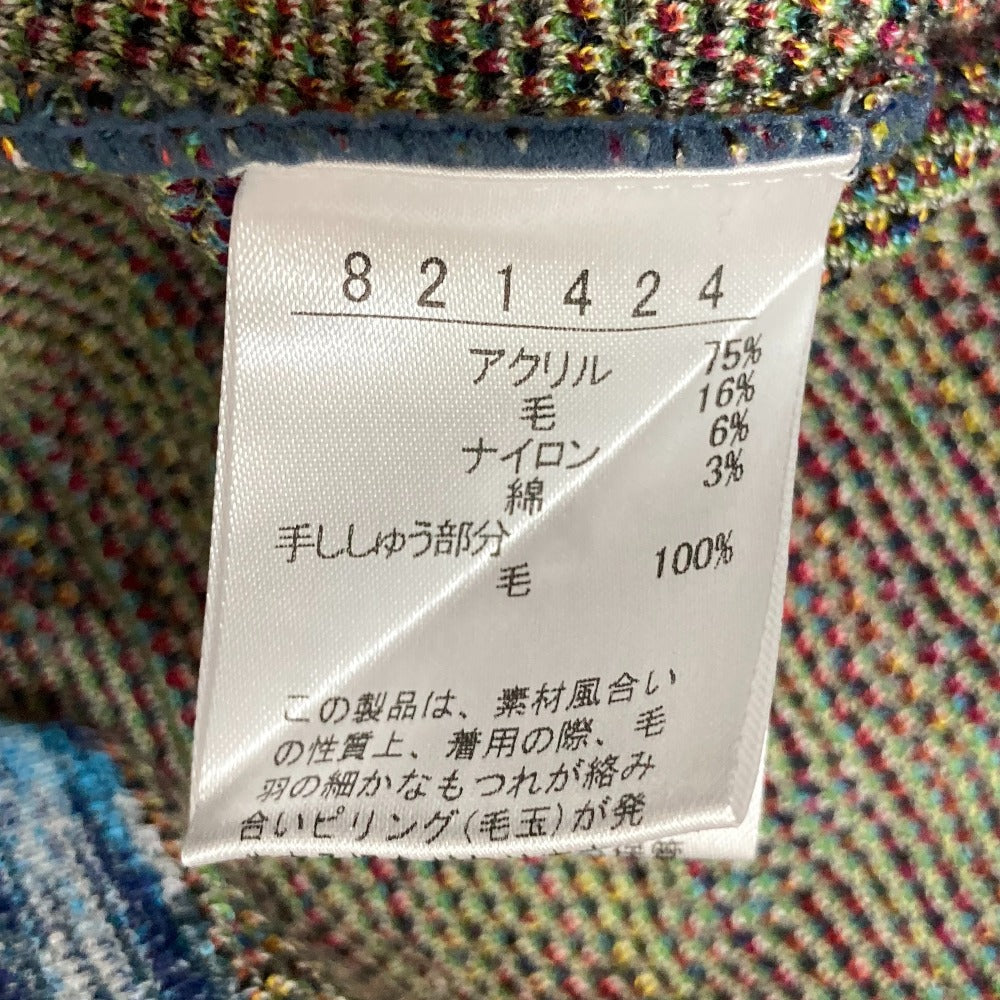 821424
アクリル 75%
毛 16%
ナイロン 6%
綿 3%
手ししゅう部分
毛 100%
この製品は、素材風合い
の性質上、着用の際、毛
羽の細かなもつれが絡み
合いピリング(毛玉)が発